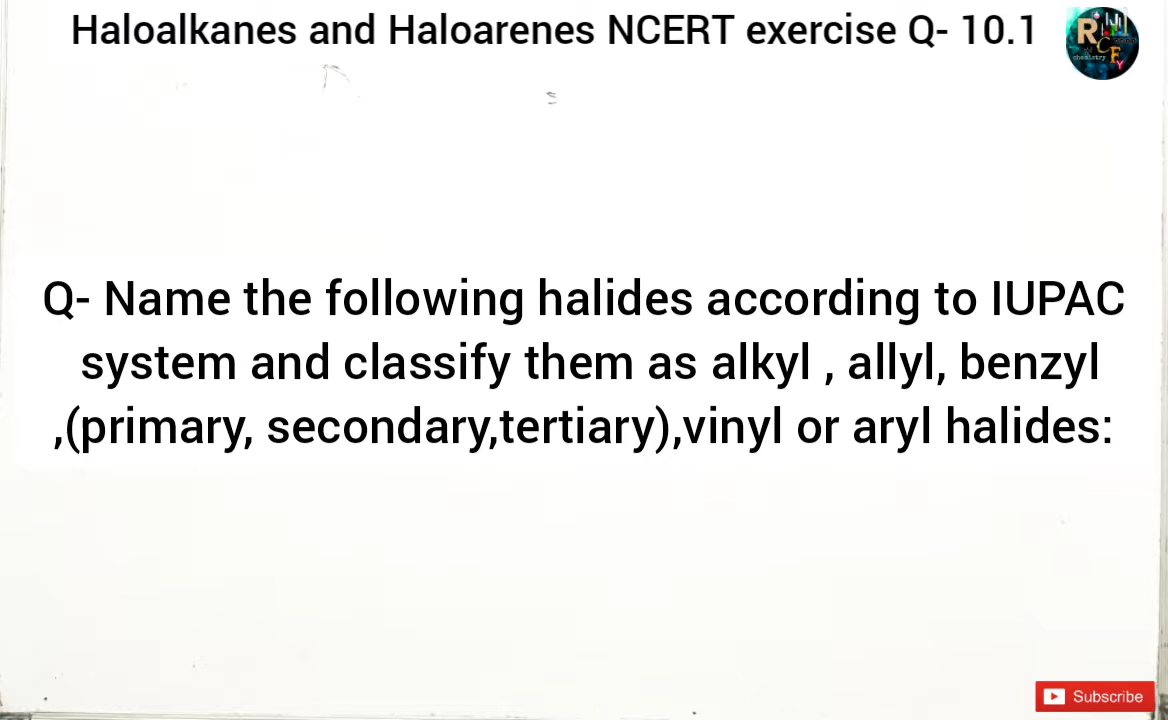 Haloalkanes and Haloarenes NCERT exercise Q- 10.1
R
chemistry
C
F
Y
Q- Name the following halides according to IUPAC
system and classify them as alkyl , allyl, benzyl
,(primary, secondary,tertiary),vinyl or aryl halides:
Subscribe